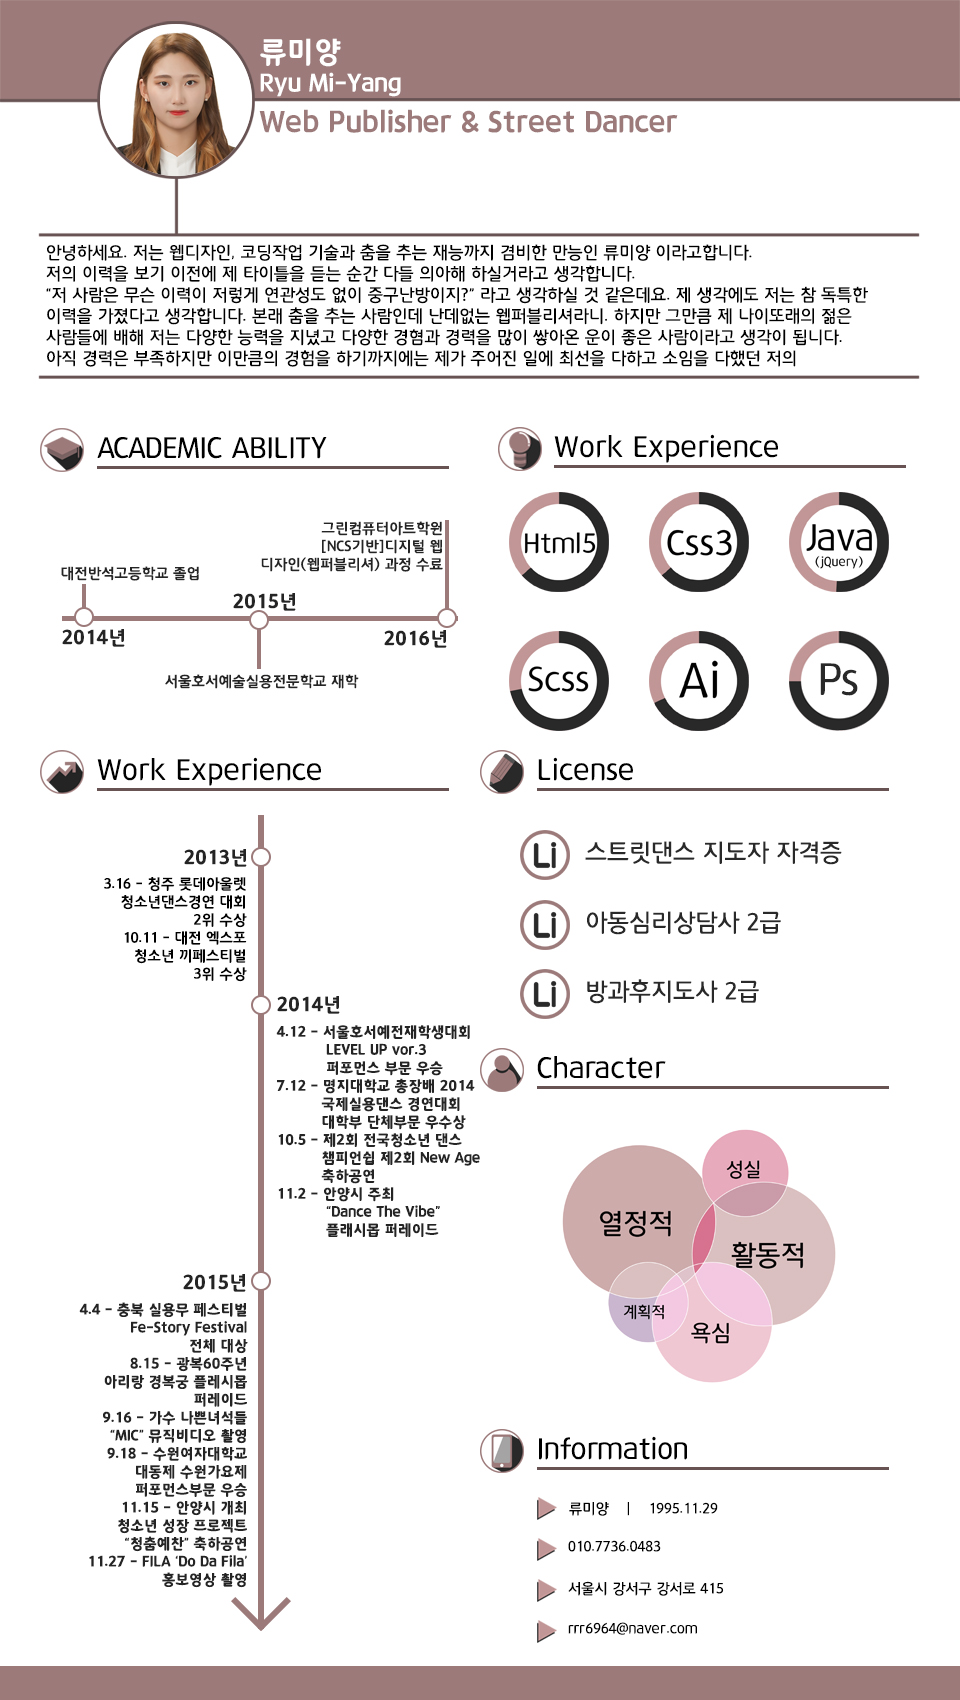 류미양
Ryu Mi-Yang
Web Publisher & Street Dancer
안녕하세요. 저는 웹디자인, 코딩작업 기술과 춤을 추는 재능까지 겸비한 만능인 류미양 이라고합니다.
저의 이력을 보기 이전에 제 타이틀을 듣는 순간 다들 의아해 하실거라고 생각합니다.
“저 사람은 무슨 이력이 저렇게 연관성도 없이 중구난방이지?” 라고 생각하실 것 같은데요. 제 생각에도 저는 참 독특한
이력을 가졌다고 생각합니다. 본래 춤을 추는 사람인데 난데없는 웹퍼블리셔라니. 하지만 그만큼 제 나이또래의 젊은
사람들에 배해 저는 다양한 능력을 지녔고 다양한 경혐과 경력을 많이 쌓아온 운이 좋은 사람이라고 생각이 됩니다.
아직 경력은 부족하지만 이만큼의 경험을 하기까지에는 제가 주어진 일에 최선을 다하고 소임을 다했던 저의
ACADEMIC ABILITY
그린컴퓨터아트학원
[NCS기반]디지털 웹
디자인(웹퍼블리셔) 과정 수료
대전반석고등학교 졸업
2015년
2014년
2016년
서울호서예술실용전문학교 재학
Work Experience
Html5
Css3
Java
(jQuery)
Scss
Ai
Ps
Work Experience
2013년
3.16 - 청주 롯데아울렛
청소년댄스경연 대회
2위 수상
10.11 - 대전 엑스포
청소년 끼페스티벌
3위 수상
2014년
4.12 - 서울호서예전재학생대회
LEVEL UP vor.3
퍼포먼스 부문 우승
7.12 - 명지대학교 총장배 2014
국제실용댄스 경연대회
대학부 단체부문 우수상
10.5 - 제2회 전국청소년 댄스
챔피언쉽 제2회 New Age
축하공연
11.2 - 안양시 주최
“Dance The Vibe”
플래시몹 퍼레이드
2015년
4.4 - 충북 실용무 페스티벌
Fe-Story Festival
전체 대상
8.15 - 광복60주년
아리랑 경복궁 플레시몹
퍼레이드
9.16 - 가수 나쁜녀석들
“MIC” 뮤직비디오 촬영
9.18 - 수원여자대학교
대동제 수원가요제
퍼포먼스부문 우승
11.15 - 안양시 개최
청소년 성장 프로젝트
“청춤예찬” 축하공연
11.27 - FILA ‘Do Da Fila’
홍보영상 촬영
License
Li 스트릿댄스 지도자 자격증
Li 아동심리상담사 2급
Li 방과후지도사 2급
Character
성실
열정적
활동적
계획적
욕심
Information
류미양 | 1995.11.29
010.7736.0483
서울시 강서구 강서로 415
rrr6964@naver.com